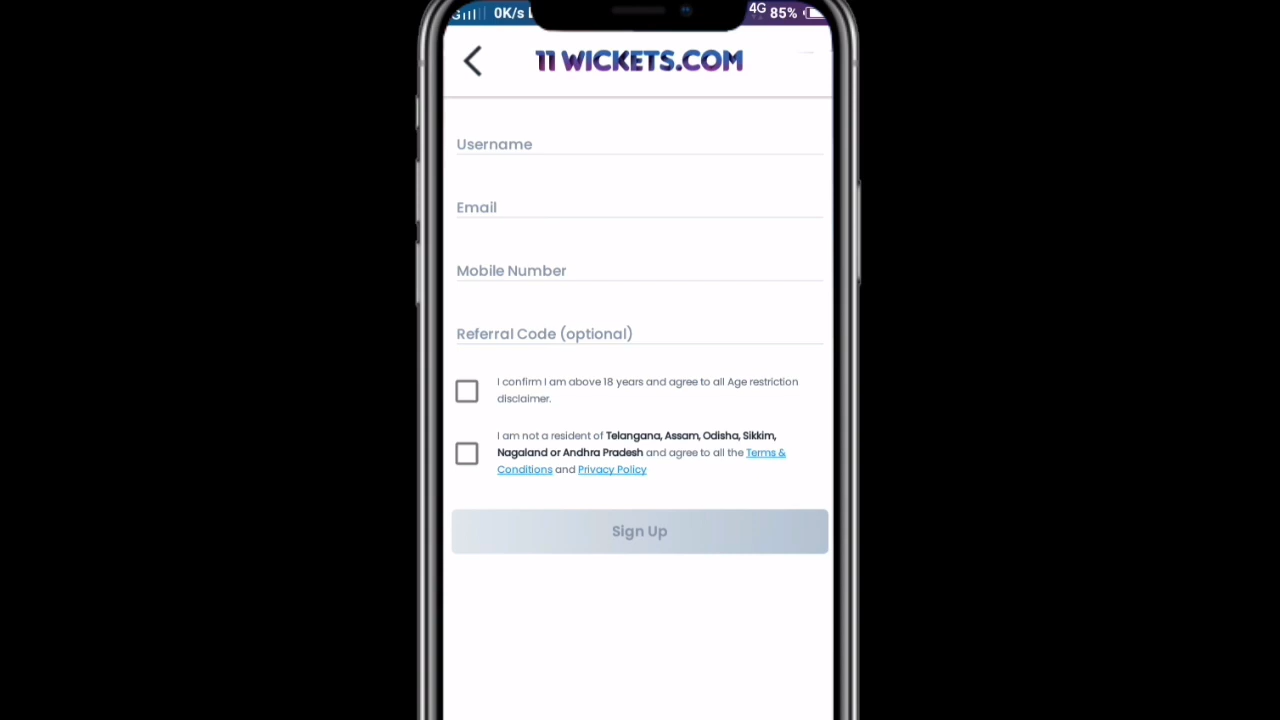 0K/s
4G 85%
11 WICKETS.COM
Username
Email
Mobile Number
Referral Code (optional)
I confirm I am above 18 years and agree to all Age restriction
disclaimer.
I am not a resident of Telangana, Assam, Odisha, Sikkim,
Nagaland or Andhra Pradesh and agree to all the Terms &
Conditions and Privacy Policy
Sign Up